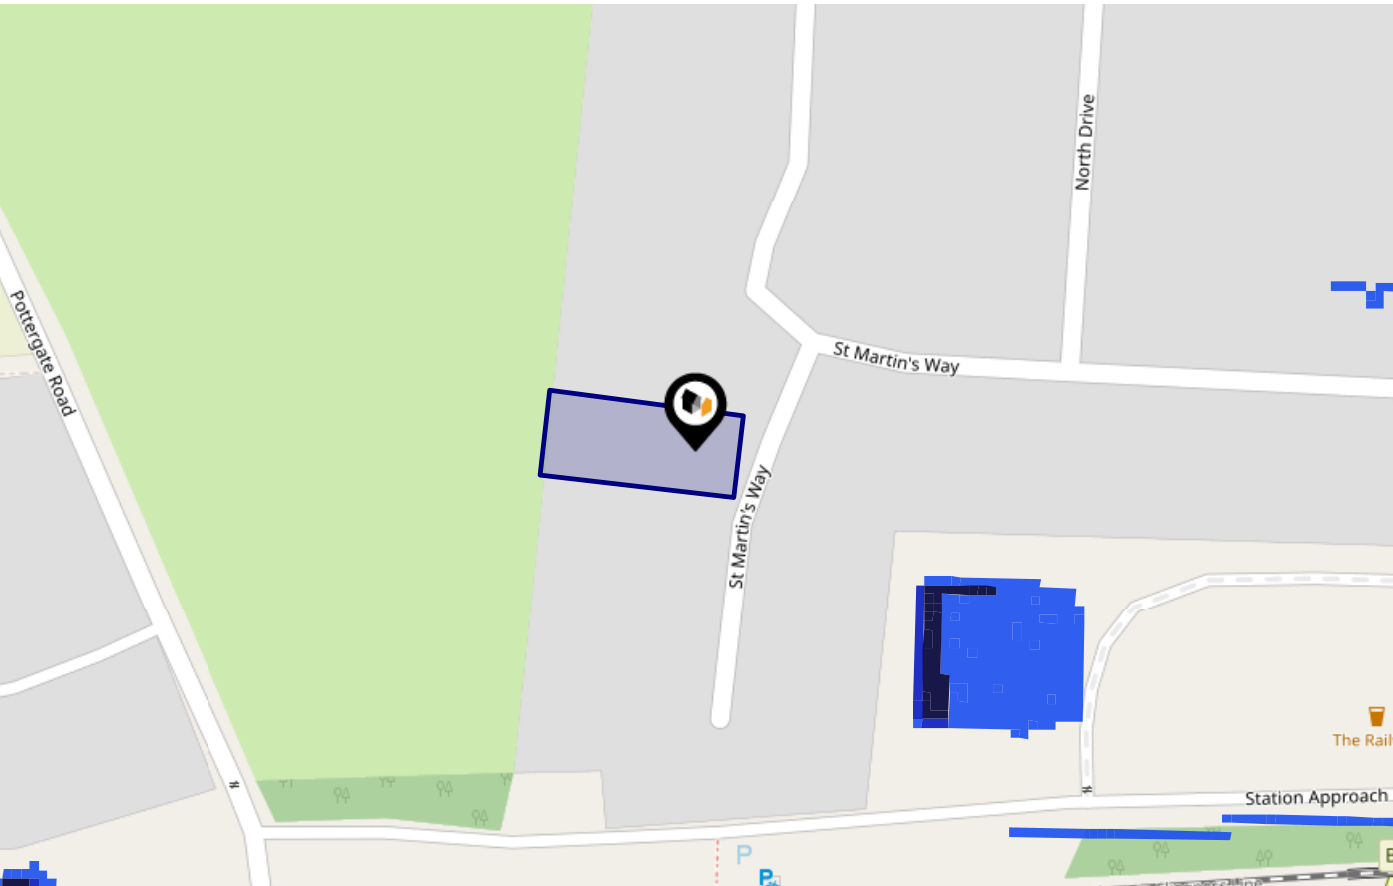 North Drive
Pottergate Road
St Martin's Way
St Martin's Way
The Rail
Station Approach
P
P